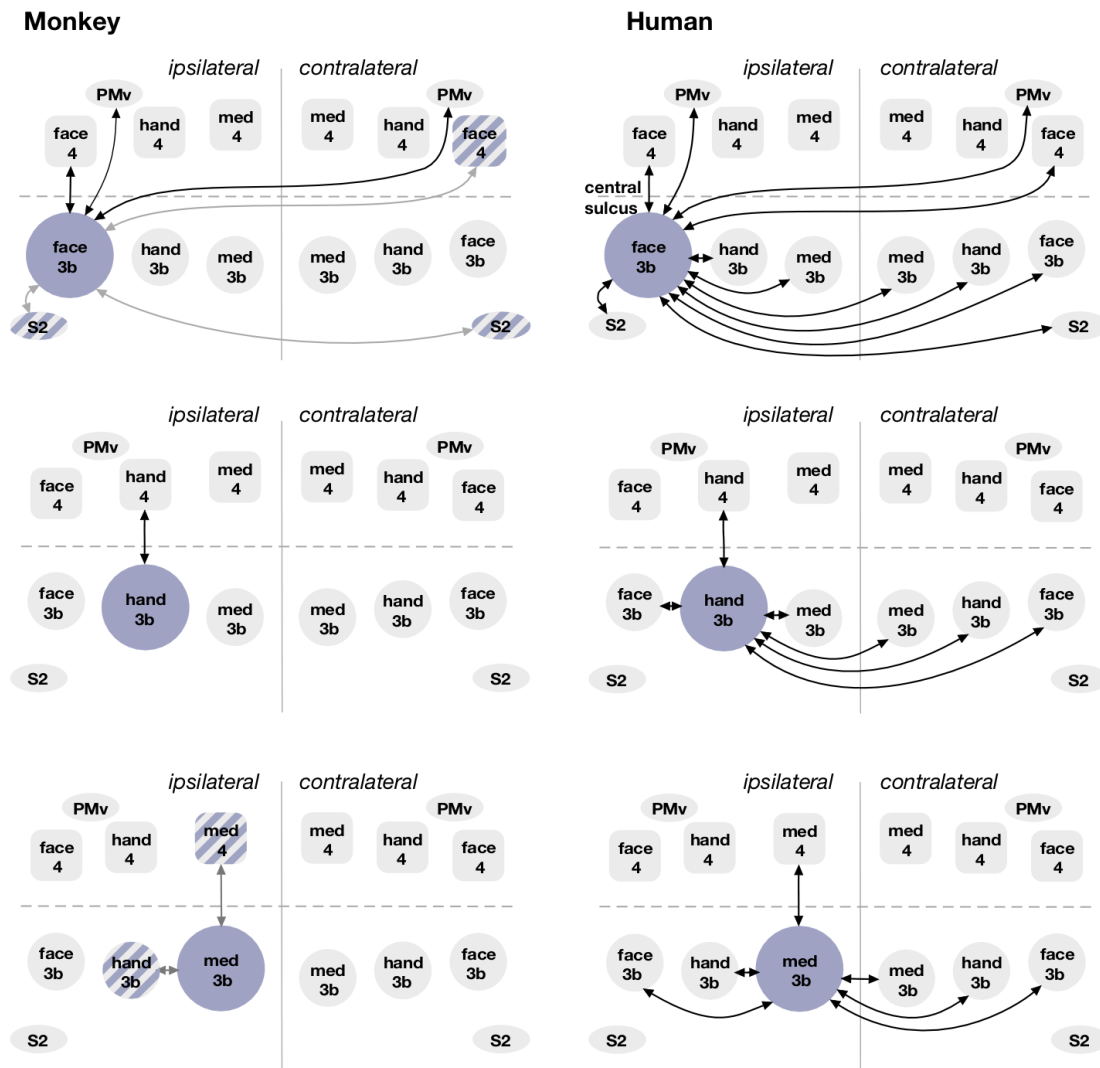 Monkey
Human
ipsilateral
contralateral
PMv
face
4
hand
4
med
4
med
4
hand
4
PMv
face
4
face
3b
hand
3b
med
3b
med
3b
hand
3b
face
3b
S2
S2
ipsilateral
contralateral
PMv
face
4
hand
4
med
4
med
4
hand
4
PMv
face
4
central
sulcus
face
3b
hand
3b
med
3b
med
3b
hand
3b
face
3b
S2
S2
ipsilateral
contralateral
PMv
face
4
hand
4
med
4
med
4
hand
4
PMv
face
4
face
3b
hand
3b
med
3b
med
3b
hand
3b
face
3b
S2
S2
ipsilateral
contralateral
PMv
face
4
hand
4
med
4
med
4
hand
4
PMv
face
4
face
3b
hand
3b
med
3b
med
3b
hand
3b
face
3b
S2
S2
ipsilateral
contralateral
PMv
face
4
hand
4
med
4
med
4
hand
4
PMv
face
4
face
3b
hand
3b
med
3b
med
3b
hand
3b
face
3b
S2
S2
ipsilateral
contralateral
PMv
face
4
hand
4
med
4
med
4
hand
4
PMv
face
4
face
3b
hand
3b
med
3b
med
3b
hand
3b
face
3b
S2
S2